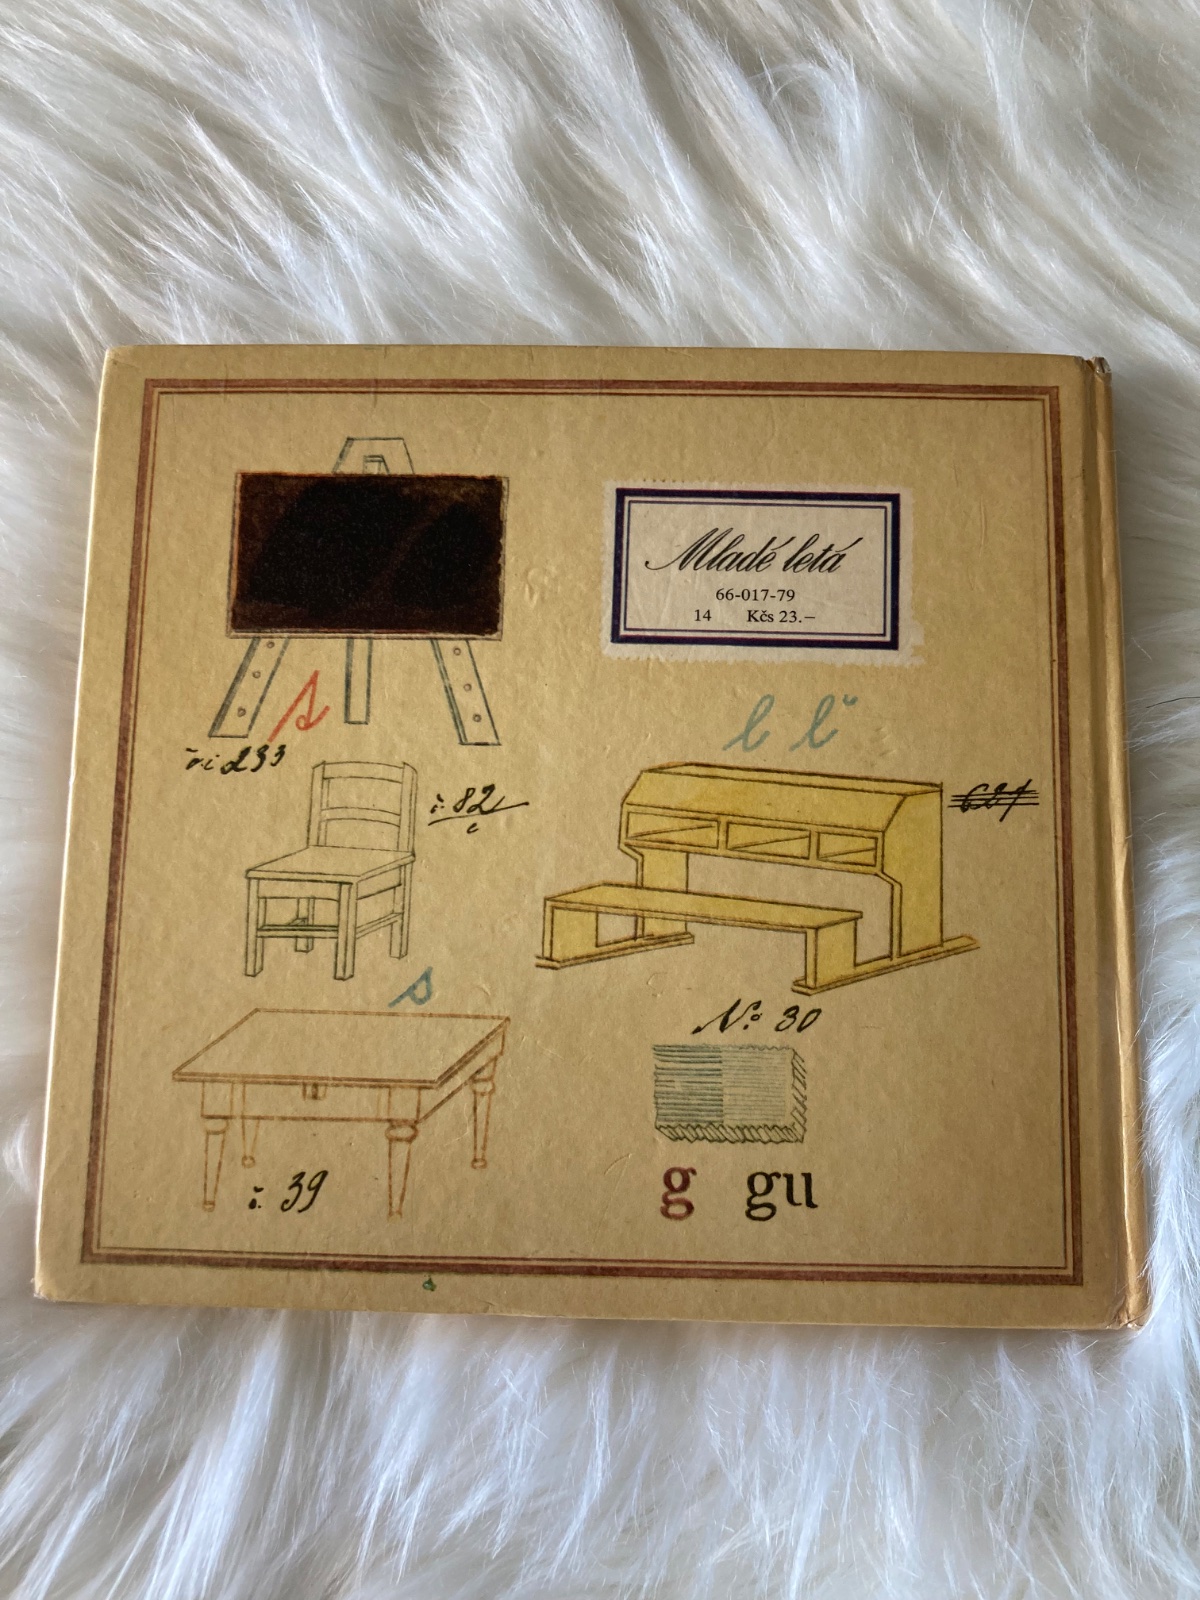 Mladé letá
66-017-79
14 Kčs 23.–
s
l ľ
č. 82
c
s
No 30
č. 39
g gu